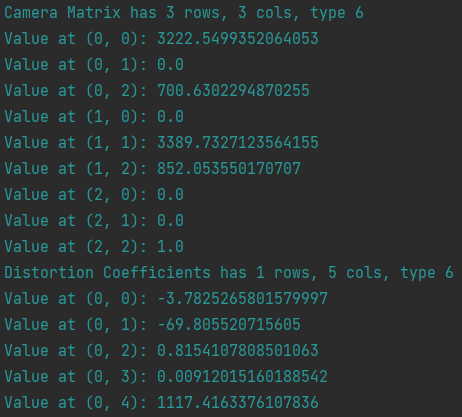 Camera Matrix has 3 rows, 3 cols, type 6
Value at (0, 0): 3222.5499352064053
Value at (0, 1): 0.0
Value at (0, 2): 700.6302294870255
Value at (1, 0): 0.0
Value at (1, 1): 3389.7327123564155
Value at (1, 2): 852.053550170707
Value at (2, 0): 0.0
Value at (2, 1): 0.0
Value at (2, 2): 1.0
Distortion Coefficients has 1 rows, 5 cols, type 6
Value at (0, 0): -3.7825265801579997
Value at (0, 1): -69.805520715605
Value at (0, 2): 0.8154107808501063
Value at (0, 3): 0.00912015160188542
Value at (0, 4): 1117.4163376107836